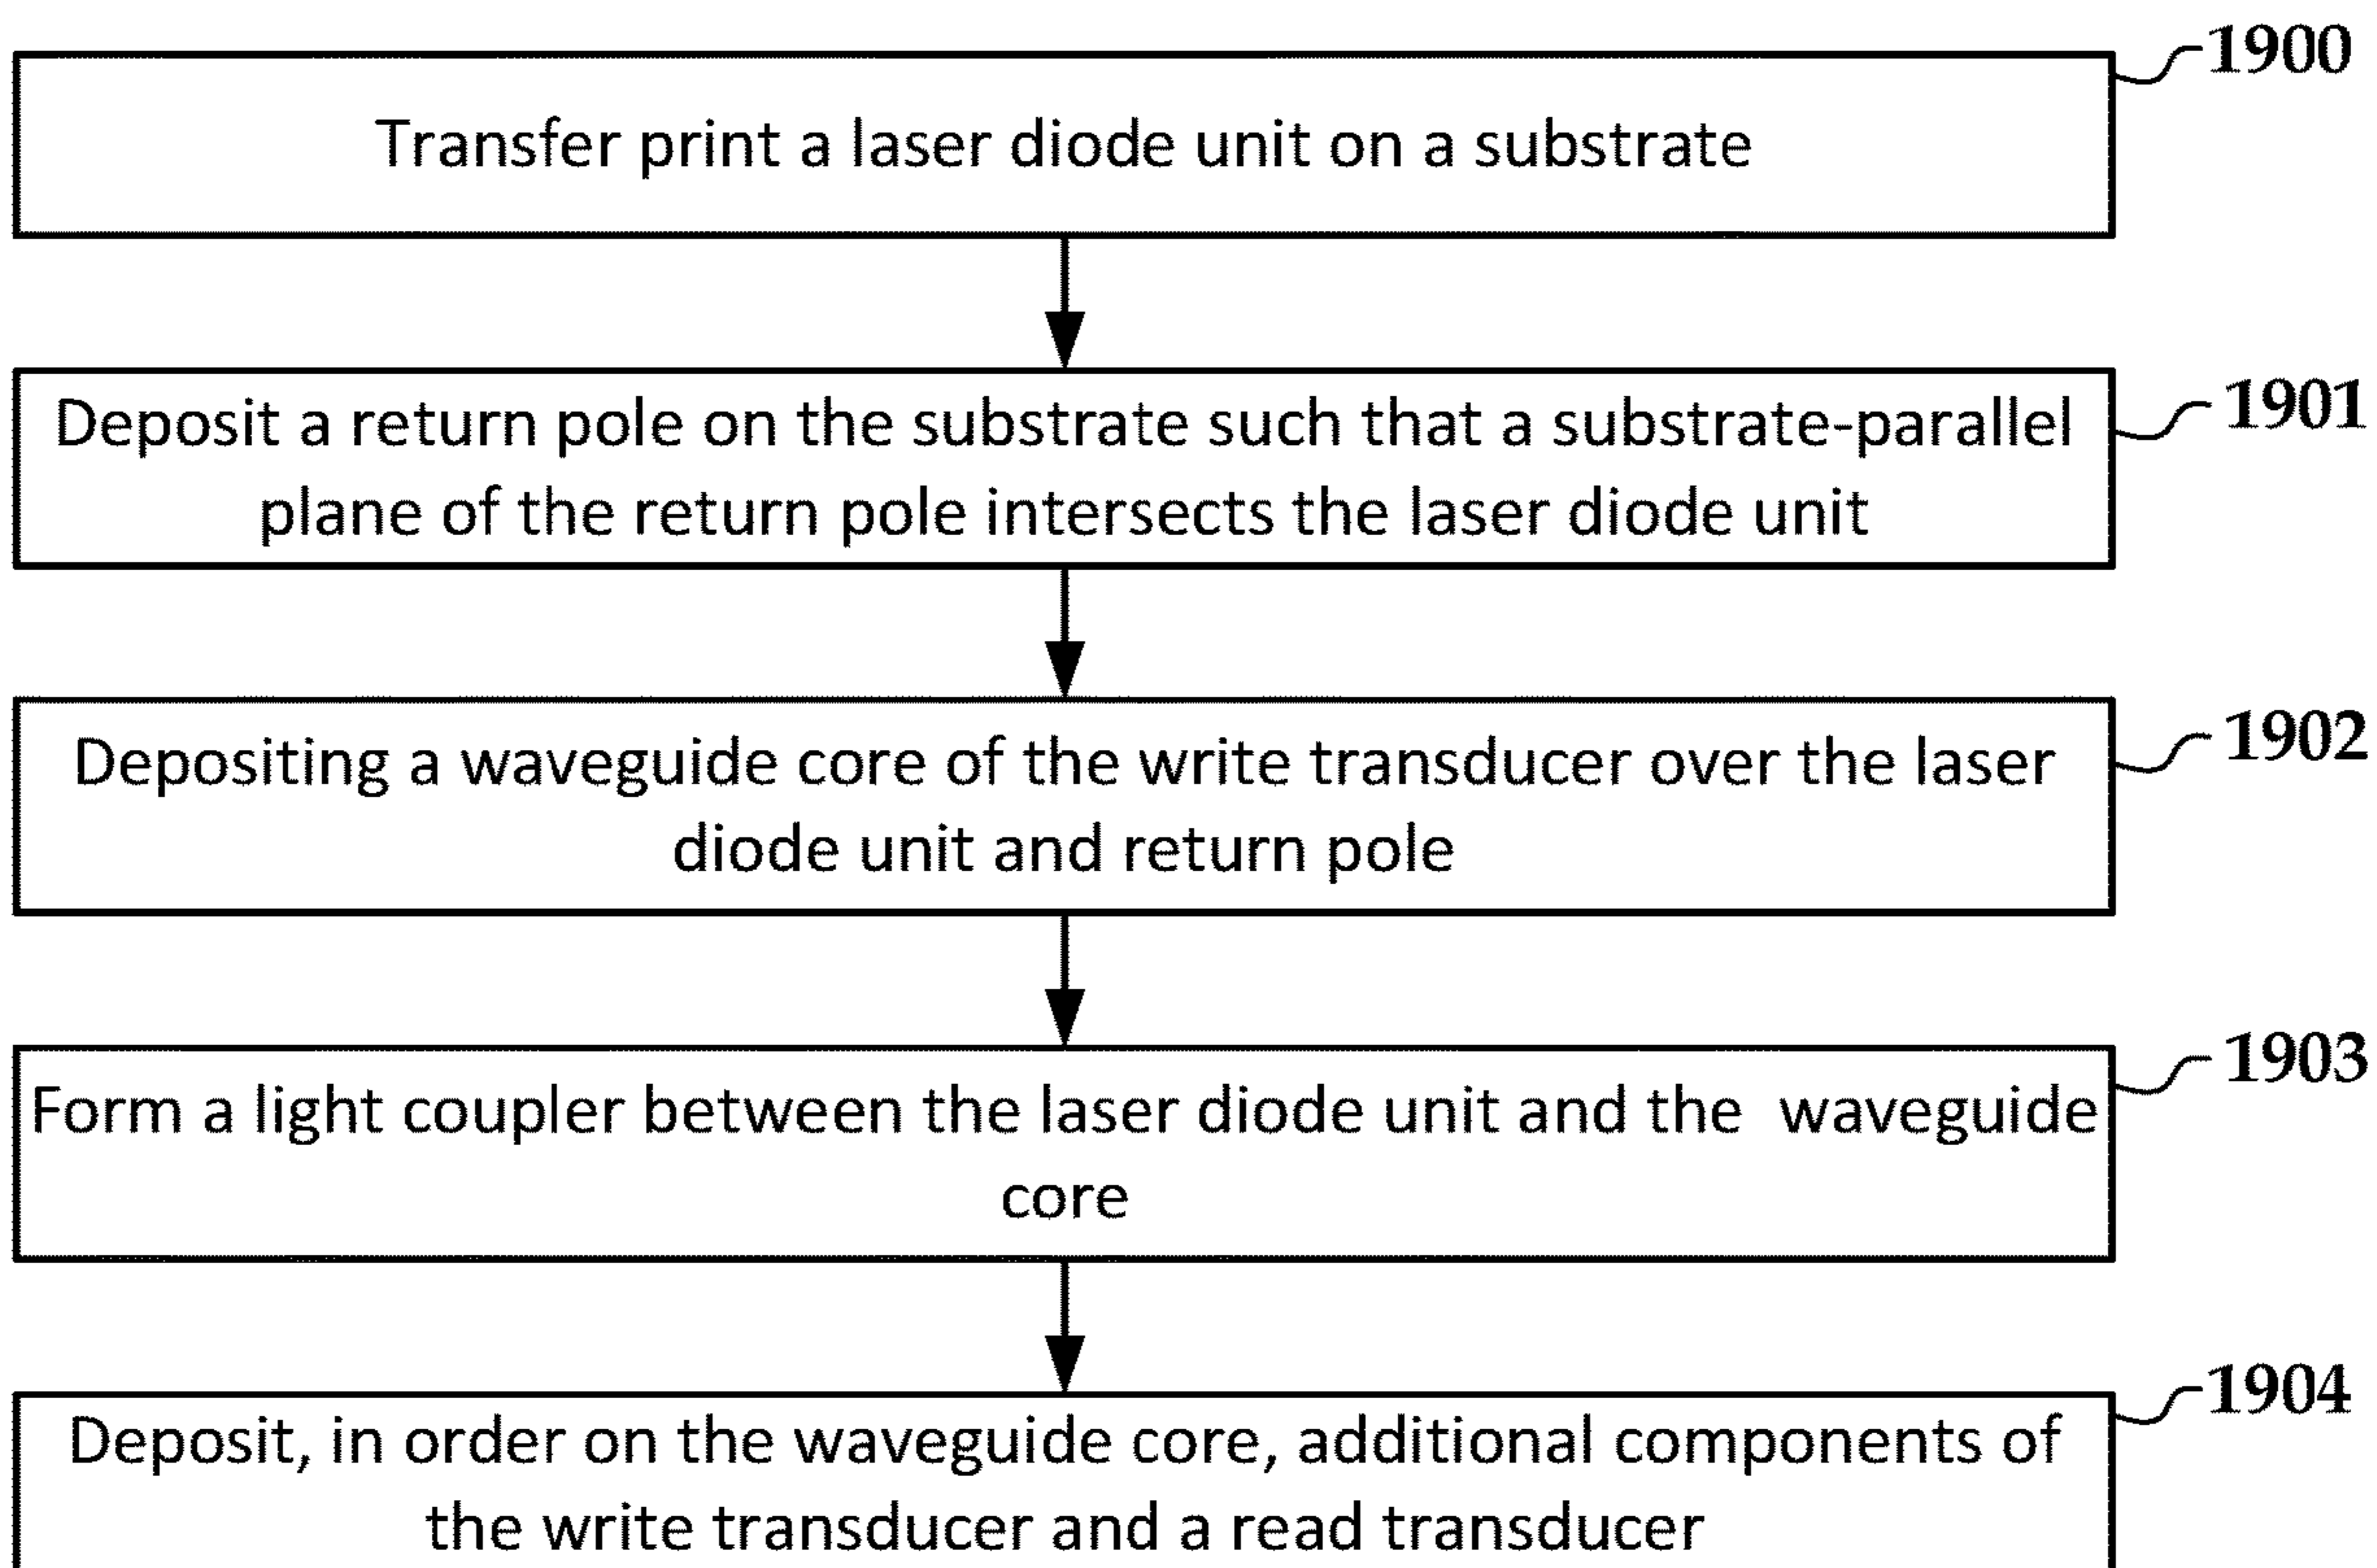 1900
Transfer print a laser diode unit on a substrate
1901
Deposit a return pole on the substrate such that a substrate-parallel
plane of the return pole intersects the laser diode unit
1902
Depositing a waveguide core of the write transducer over the laser
diode unit and return pole
1903
Form a light coupler between the laser diode unit and the waveguide
core
1904
Deposit, in order on the waveguide core, additional components of
the write transducer and a read transducer